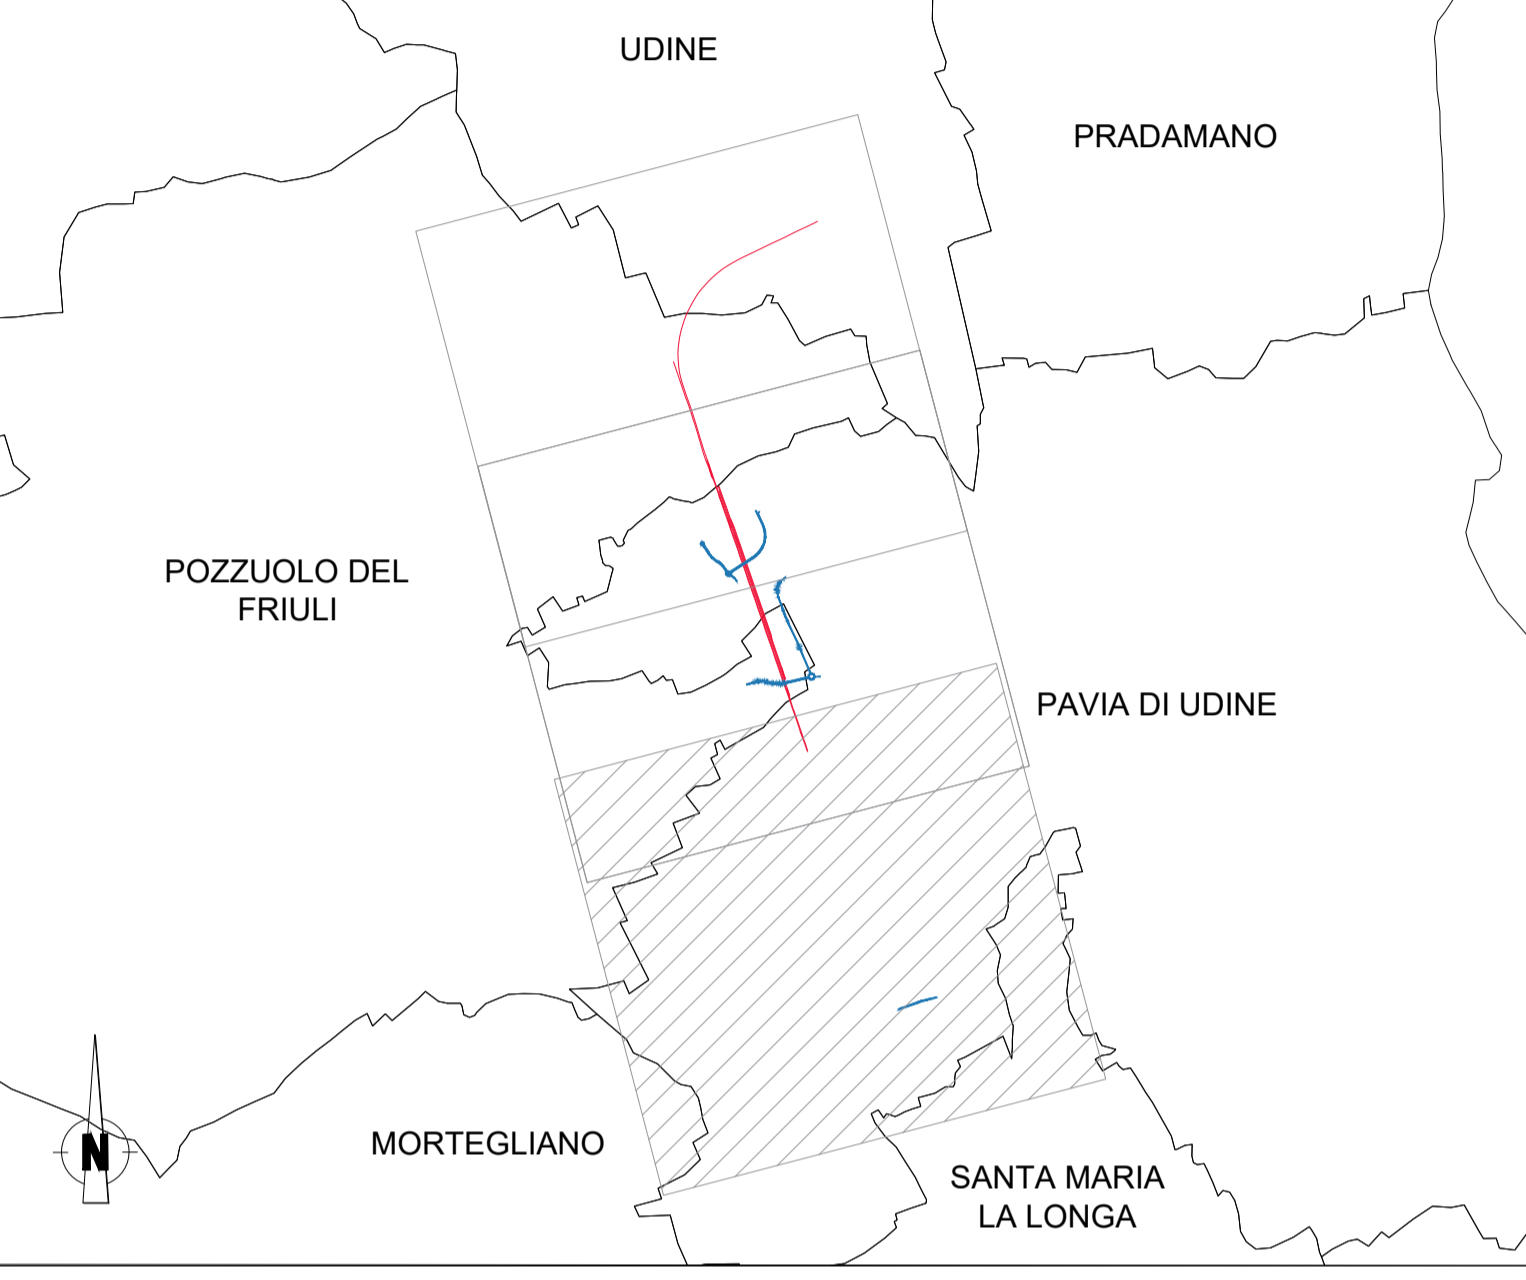 UDINE
PRADAMANO
POZZUOLO DEL
FRIULI
PAVIA DI UDINE
MORTEGLIANO
N
SANTA MARIA
LA LONGA